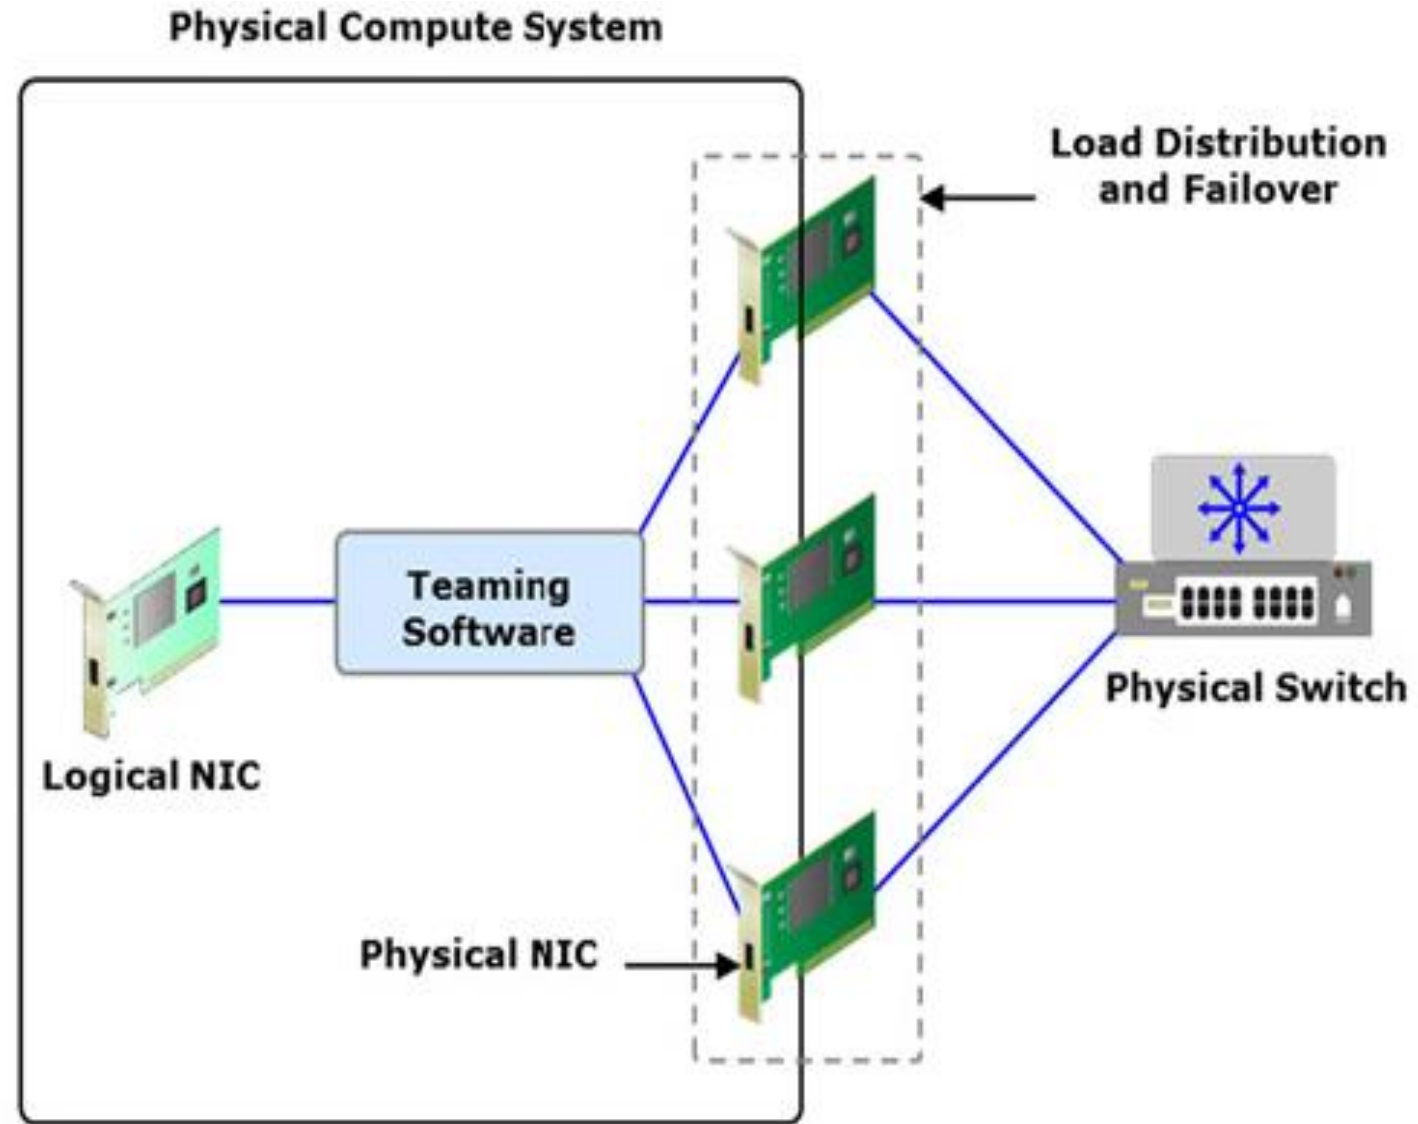 Physical Compute System
Load Distribution
and Failover
Teaming
Software
Physical Switch
Logical NIC
Physical NIC